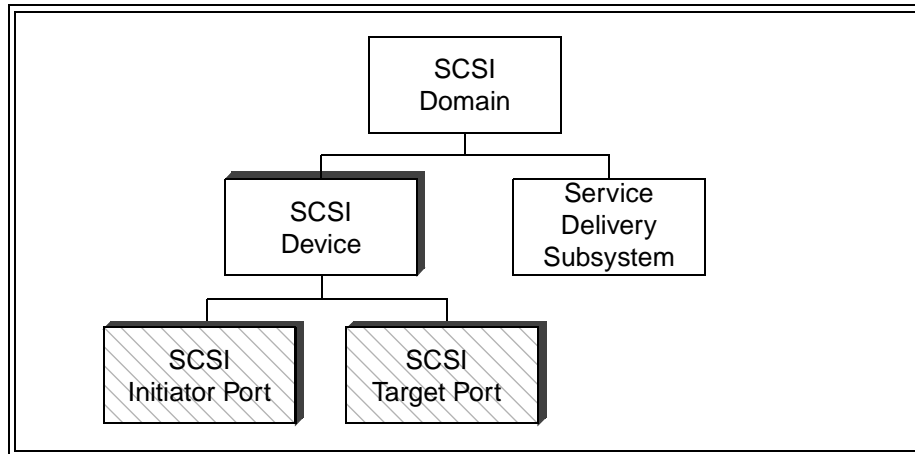 SCSI
Domain
SCSI
Device
Service
Delivery
Subsystem
SCSI
Initiator Port
SCSI
Target Port